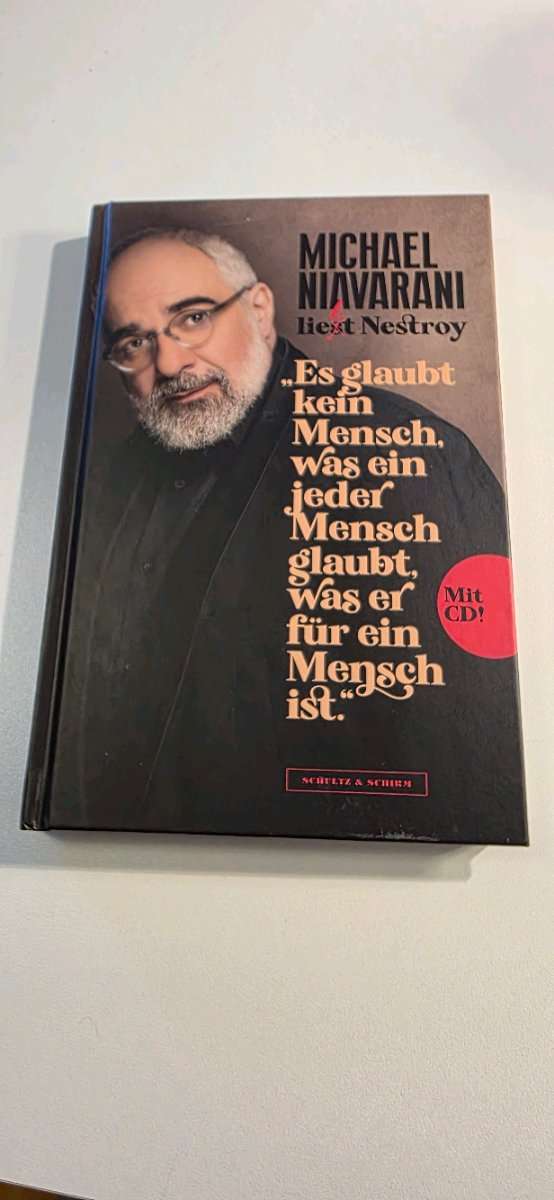 MICHAEL
NIAVARANI
liest Nestroy
„Es glaubt
kein
Mensch,
was ein
jeder
Mensch
glaubt,
was er
für ein
Mensch
ist.“
Mit
CD!
SCHULTZ & SCHIRM